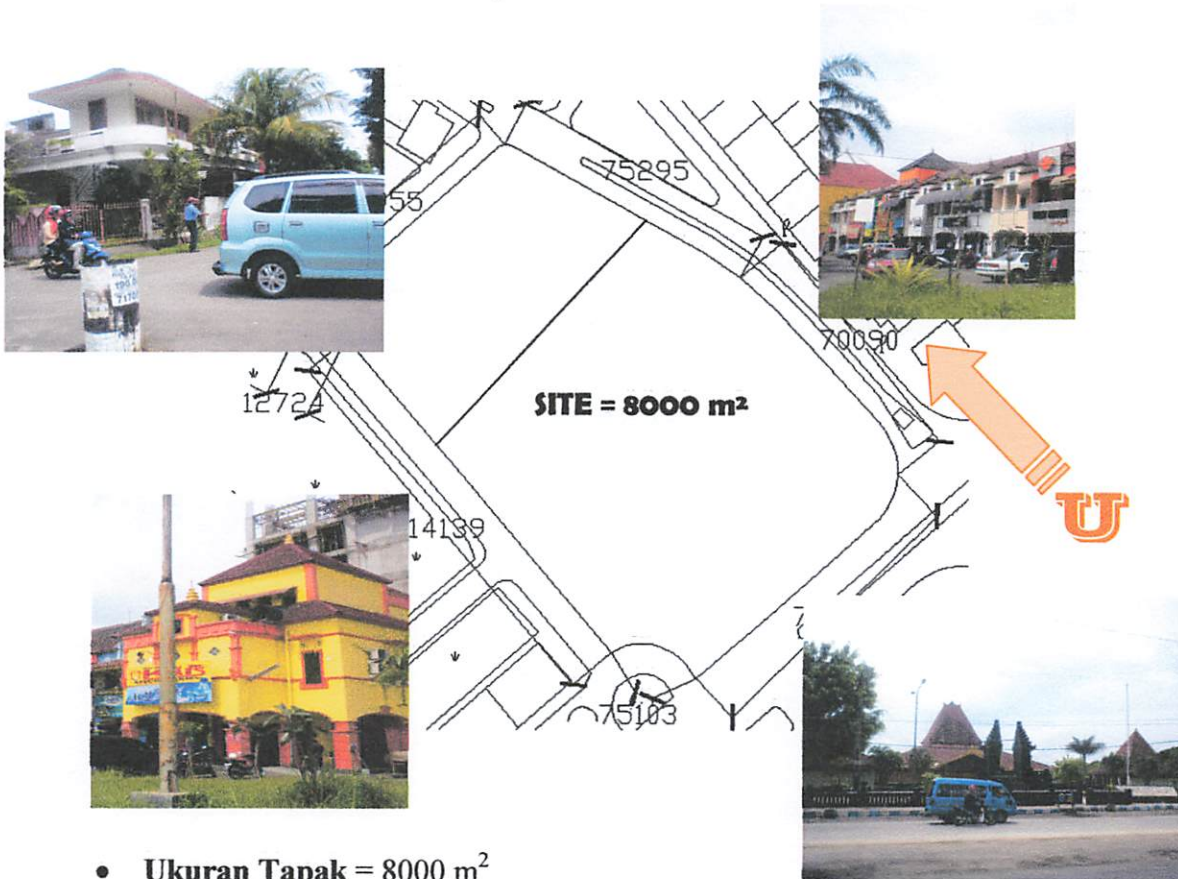 75295
55
70090
12724
SITE = 8000 m²
U
14139
75103
• Ukuran Tapak = 8000 m²